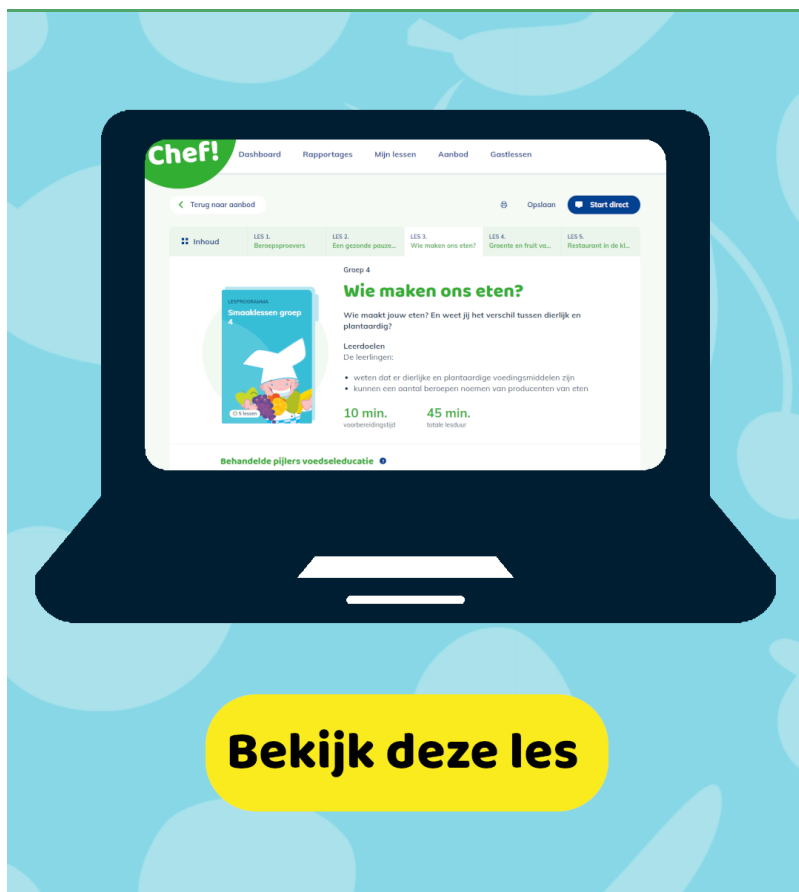 Chef!
Dashboard Rapportages Mijn lessen Aanbod Gastlessen
Terug naar aanbod
Opslaan
Start direct
Inhoud
LES 1.
Beroepsproevers
LES 2.
Een gezonde pauze...
LES 3.
Wie maken ons eten?
LES 4.
Groente en fruit va...
LES 5.
Restaurant in de kl...
LESPROGRAMMA
Smaaklessen groep
4
5 lessen
Groep 4
Wie maken ons eten?
Wie maakt jouw eten? En weet jij het verschil tussen dierlijk en
plantaardig?
Leerdoelen
De leerlingen:
• weten dat er dierlijke en plantaardige voedingsmiddelen zijn
• kunnen een aantal beroepen noemen van producenten van eten
10 min.
voorbereidingstijd
45 min.
totale lesduur
Behandelde pijlers voedseleducatie
Bekijk deze les